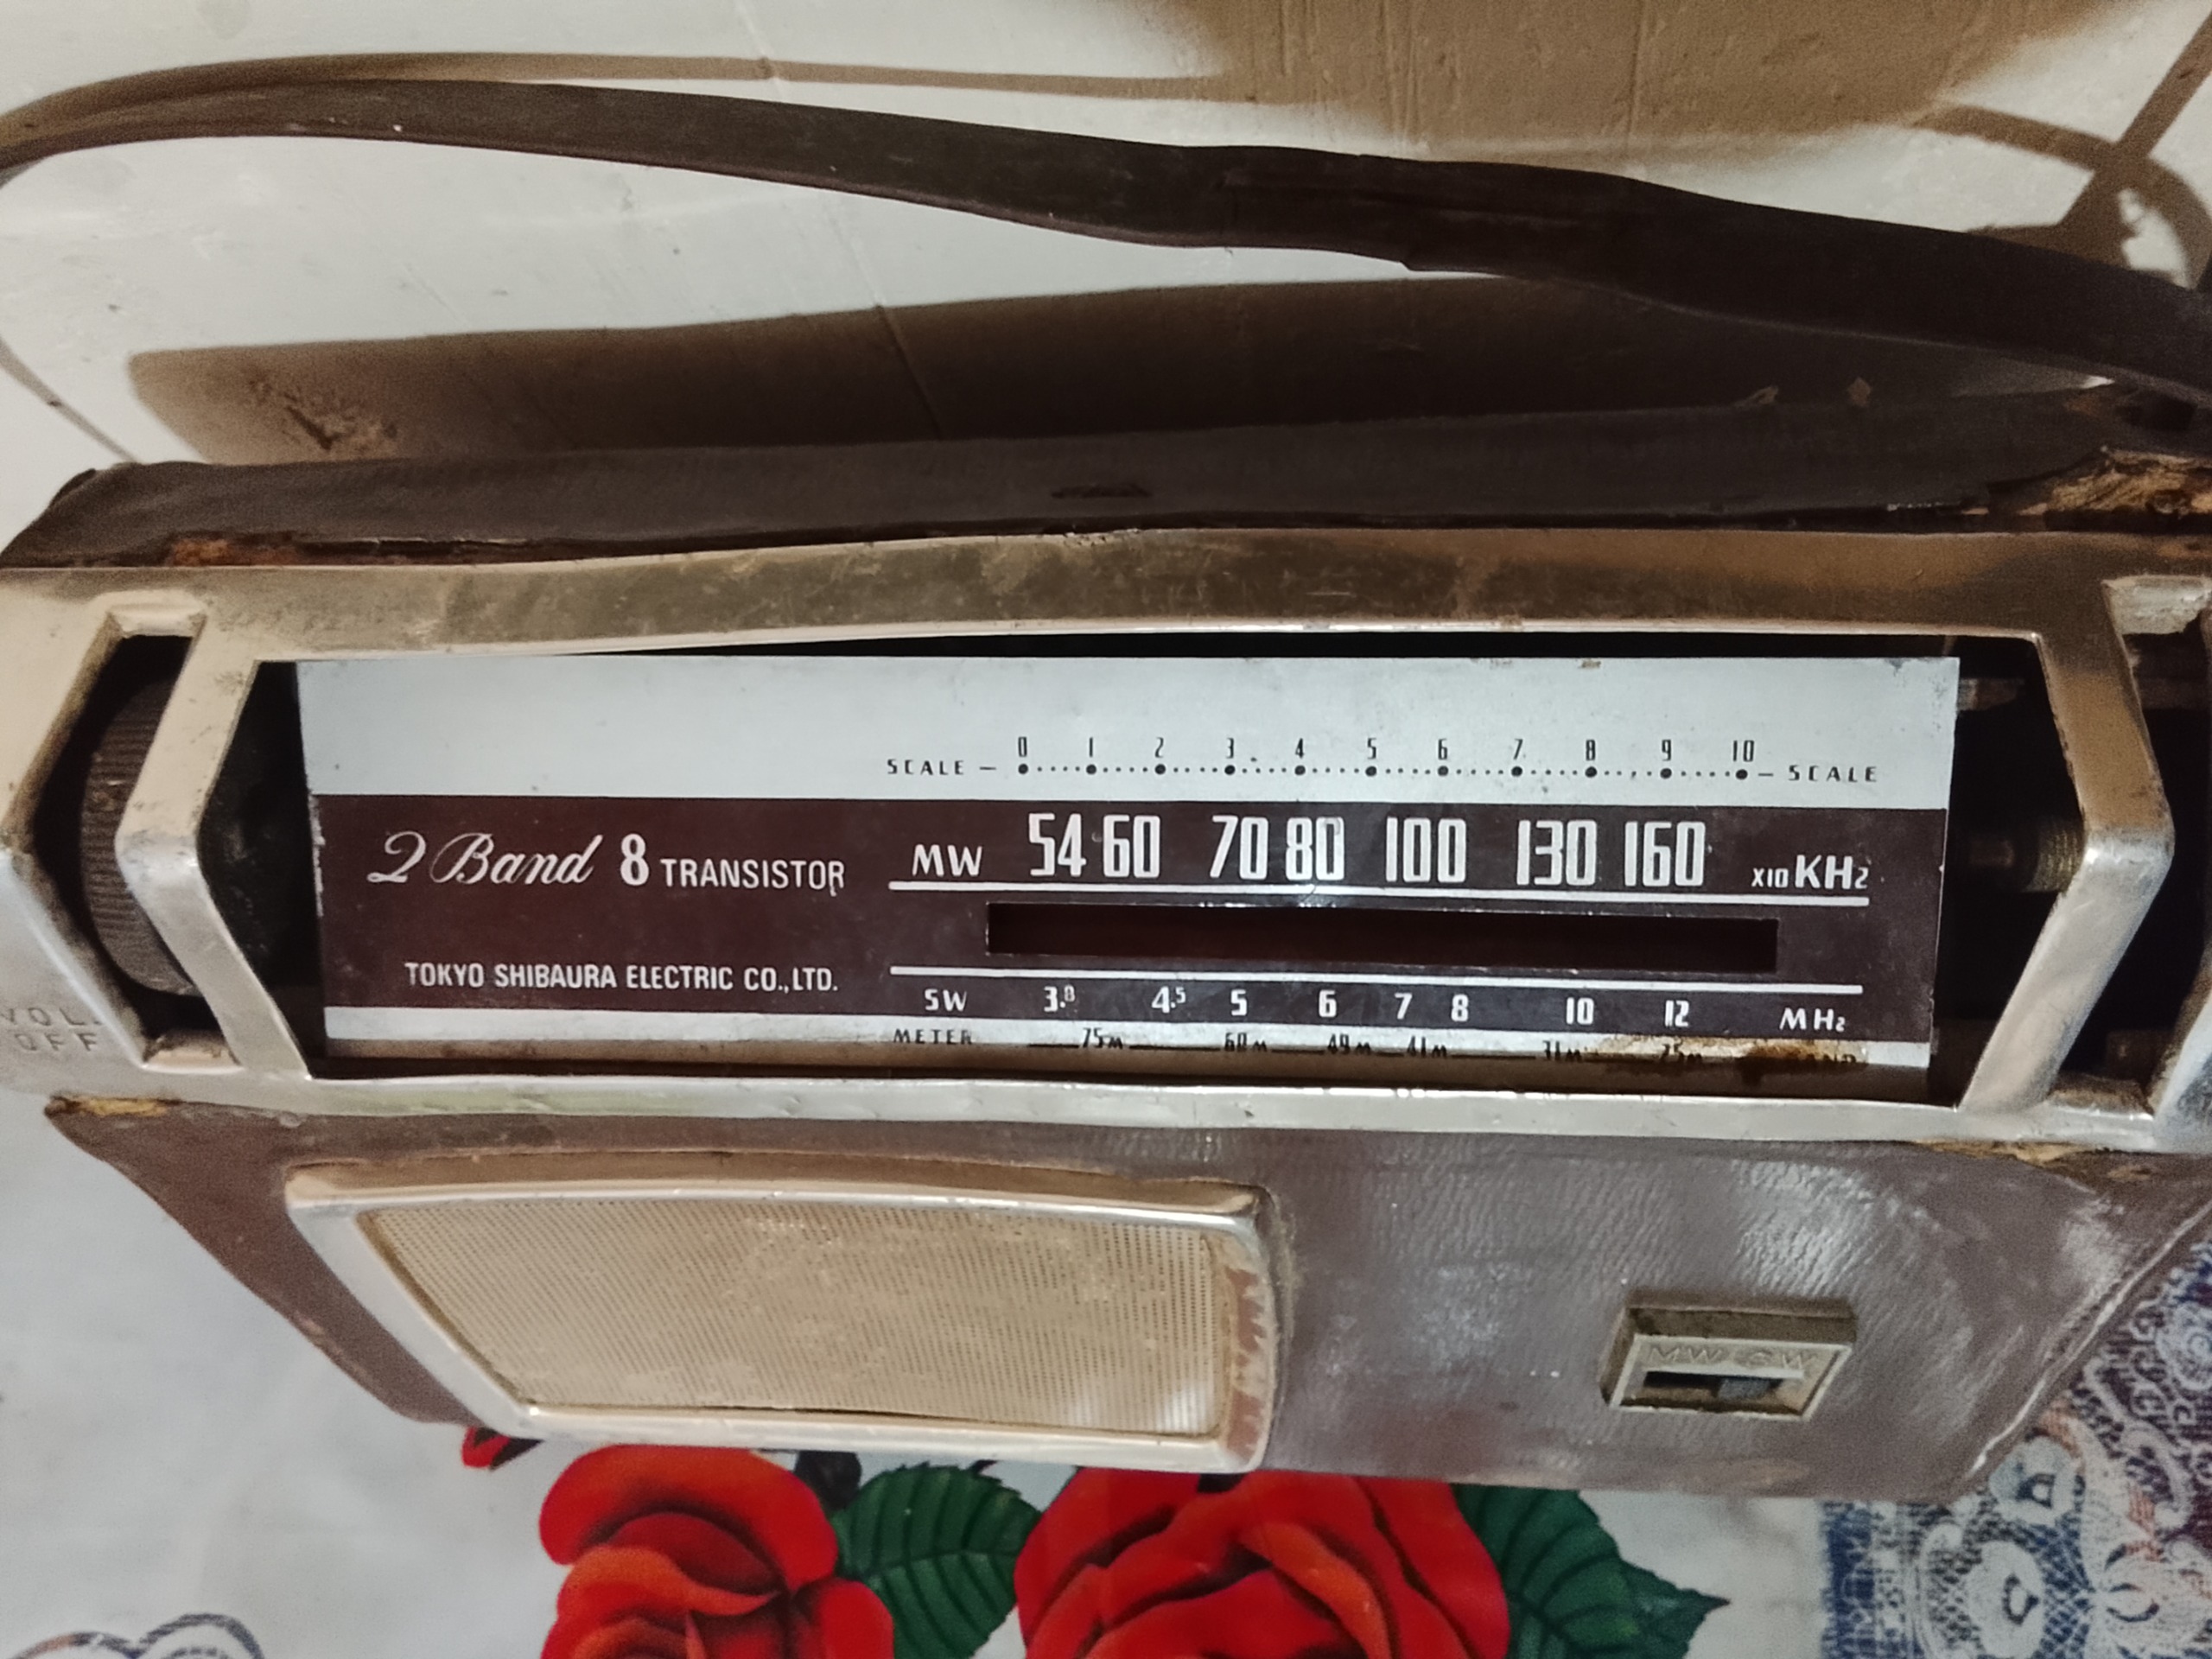 0 1 2 3 4 5 6 7 8 9 10
SCALE – – SCALE
2 Band 8 TRANSISTOR
MW 54 60 70 80 100 130 160 X10 KHz
TOKYO SHIBAURA ELECTRIC CO.,LTD.
SW 3.8 4.5 5 6 7 8 10 12 MHz
METER 75m 60m 49m 41m 31m 25m
VOL.
OFF
MW SW